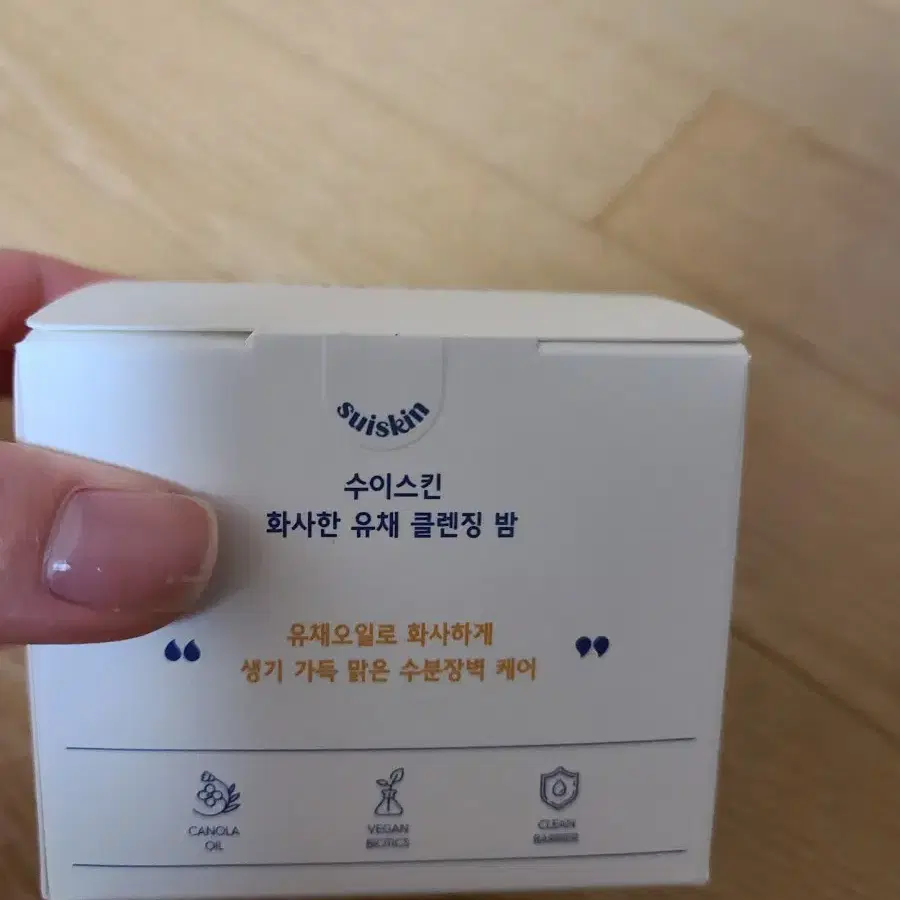 suiskin
수이스킨
화사한 유채 클렌징 밤
“ 유채오일로 화사하게
생기 가득 맑은 수분장벽 케어 ”
CANOLA
OIL
VEGAN
BIOTICS
CLEAN
BARRIER